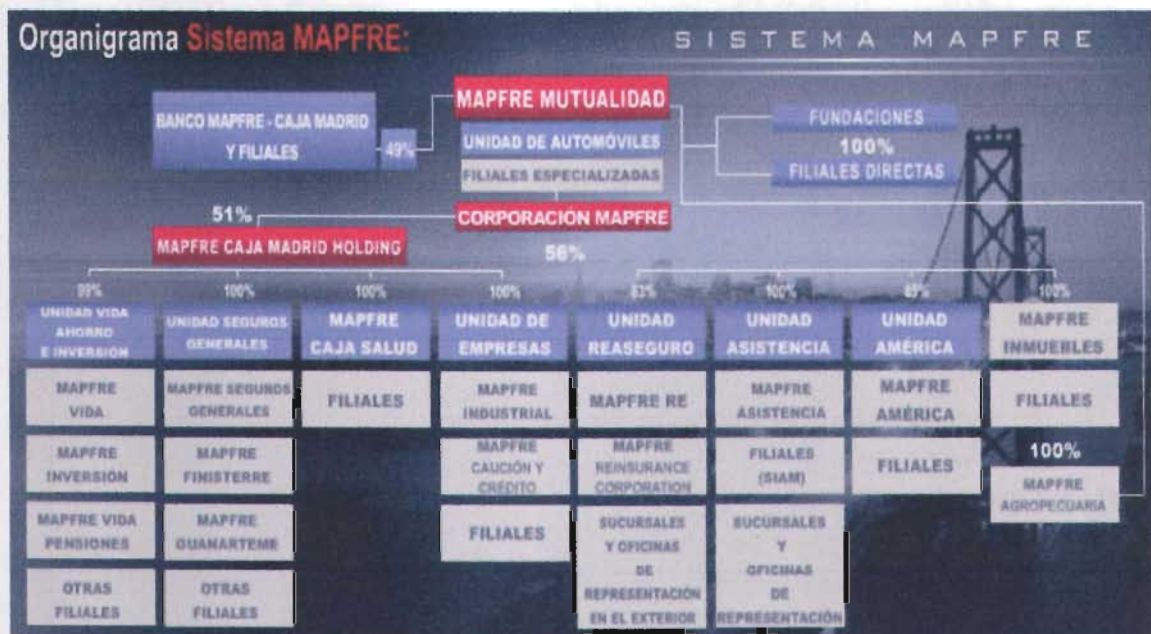 Organigrama Sistema MAPFRE:
SISTEMA MAPFRE
MAPFRE MUTUALIDAD
BANCO MAPFRE - CAJA MADRID
Y FILIALES
49%
UNIDAD DE AUTOMÓVILES
FILIALES ESPECIALIZADAS
FUNDACIONES
100%
FILIALES DIRECTAS
51%
CORPORACIÓN MAPFRE
MAPFRE CAJA MADRID HOLDING
56%
99%
UNIDAD VIDA
AHORRO
E INVERSIÓN
MAPFRE
VIDA
MAPFRE
INVERSIÓN
MAPFRE VIDA
PENSIONES
OTRAS
FILIALES
100%
UNIDAD SEGUROS
GENERALES
MAPFRE SEGUROS
GENERALES
MAPFRE
FINISTERRE
MAPFRE
GUANARTEME
OTRAS
FILIALES
100%
MAPFRE
CAJA SALUD
FILIALES
100%
UNIDAD DE
EMPRESAS
MAPFRE
INDUSTRIAL
MAPFRE
CAUCIÓN Y
CRÉDITO
FILIALES
UNIDAD
REASEGURO
MAPFRE RE
MAPFRE
REINSURANCE
CORPORATION
SUCURSALES
Y OFICINAS
DE
REPRESENTACIÓN
EN EL EXTERIOR
100%
UNIDAD
ASISTENCIA
MAPFRE
ASISTENCIA
FILIALES
(SIAM)
SUCURSALES
Y
OFICINAS
DE
REPRESENTACIÓN
UNIDAD
AMÉRICA
MAPFRE
AMÉRICA
FILIALES
100%
MAPFRE
INMUEBLES
FILIALES
100%
MAPFRE
AGROPECUARIA